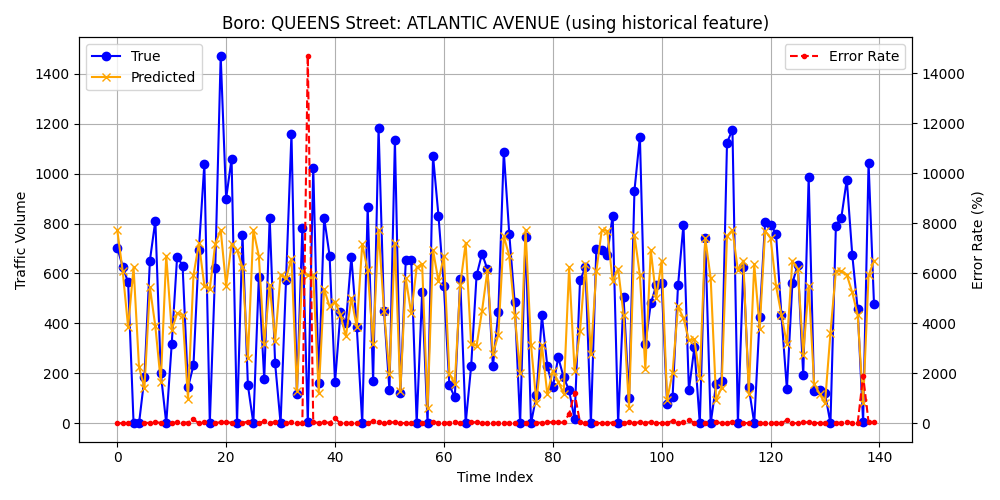 Boro: QUEENS Street: ATLANTIC AVENUE (using historical feature)
True
Predicted
Error Rate
1400
1200
1000
800
600
400
200
0
Traffic Volume
14000
12000
10000
8000
6000
4000
2000
0
Error Rate (%)
0 20 40 60 80 100 120 140
Time Index